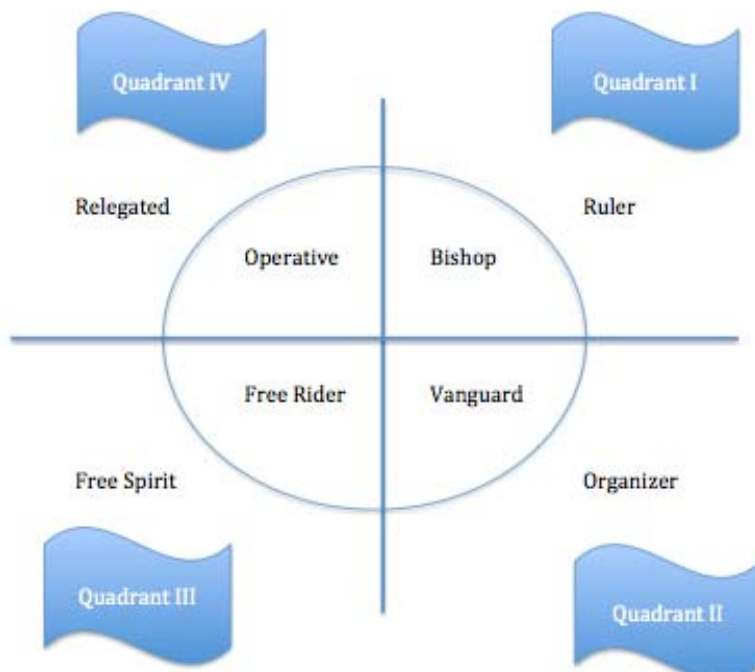 Quadrant IV
Quadrant I
Relegated
Ruler
Operative
Bishop
Free Rider
Vanguard
Free Spirit
Organizer
Quadrant III
Quadrant II